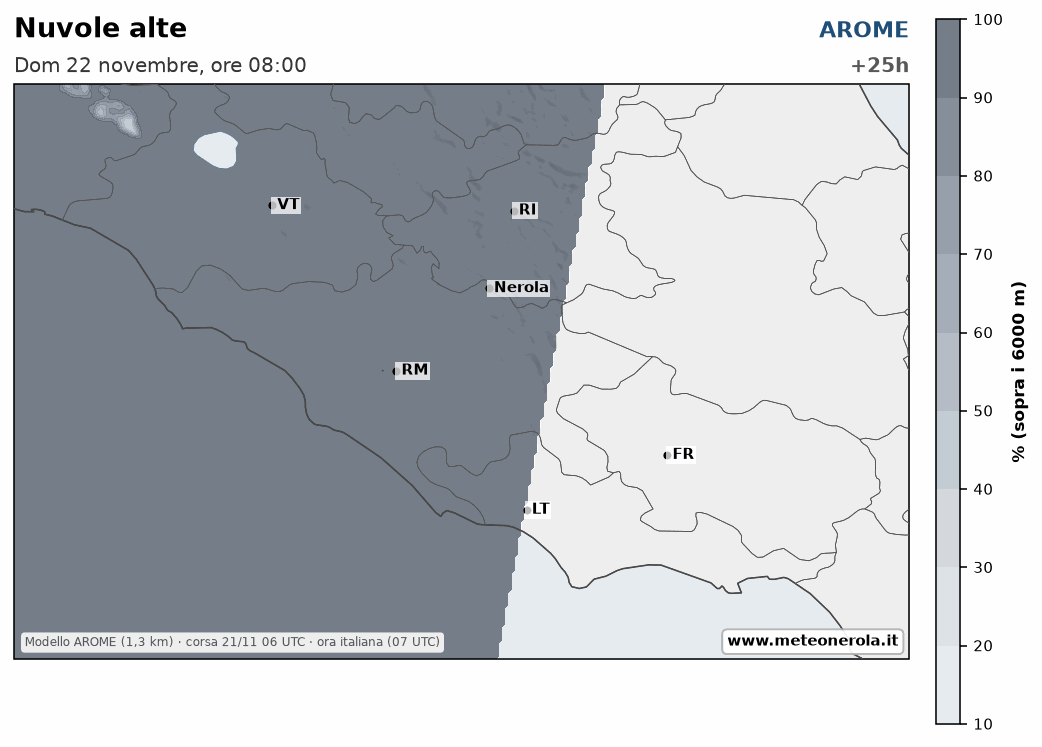 Nuvole alte
AROME
Dom 22 novembre, ore 08:00
+25h
VT
RI
Nerola
RM
FR
LT
Modello AROME (1,3 km) · corsa 21/11 06 UTC · ora italiana (07 UTC)
www.meteonerola.it
100
90
80
70
60
50
40
30
20
10
% (sopra i 6000 m)